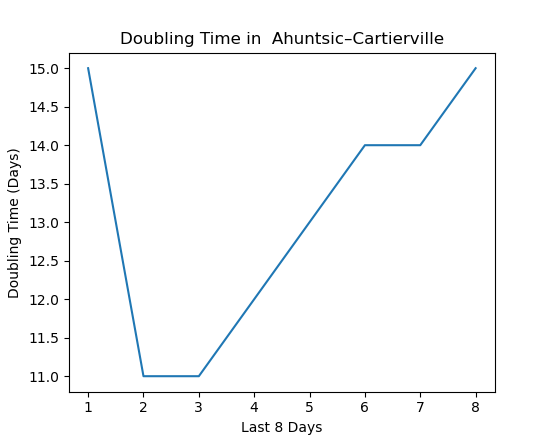 Doubling Time in  Ahuntsic–Cartierville
Doubling Time (Days)
15.0
14.5
14.0
13.5
13.0
12.5
12.0
11.5
11.0
1 2 3 4 5 6 7 8
Last 8 Days